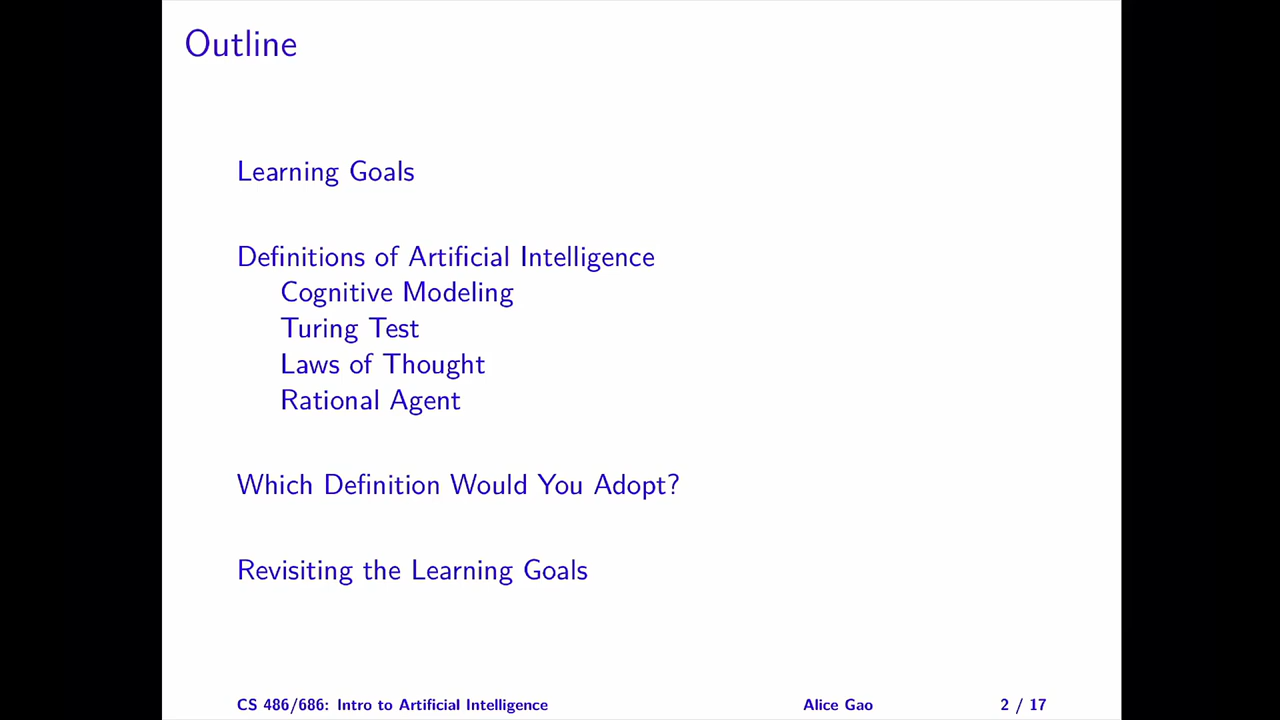 Outline
Learning Goals
Definitions of Artificial Intelligence
Cognitive Modeling
Turing Test
Laws of Thought
Rational Agent
Which Definition Would You Adopt?
Revisiting the Learning Goals
CS 486/686: Intro to Artificial Intelligence Alice Gao 2 / 17